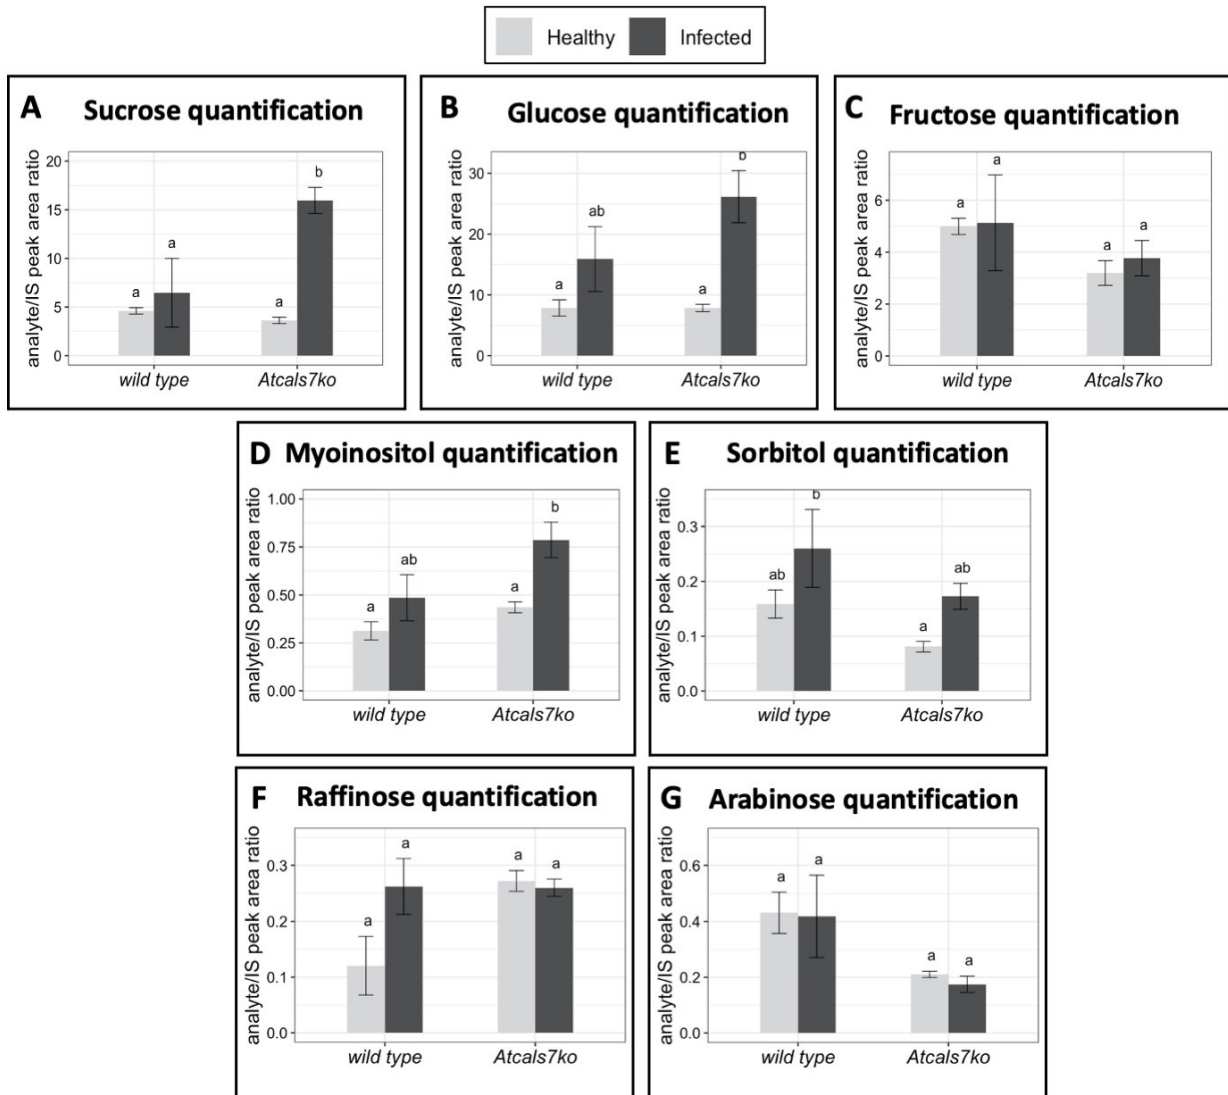 Healthy Infected
A Sucrose quantification
analyte/IS peak area ratio
20
15
10
5
0
a
a
a
b
wild type Atcals7ko
B Glucose quantification
analyte/IS peak area ratio
30
20
10
0
a
ab
a
b
wild type Atcals7ko
C Fructose quantification
analyte/IS peak area ratio
6
4
2
0
a
a
a
a
wild type Atcals7ko
D Myoinositol quantification
analyte/IS peak area ratio
1.00
0.75
0.50
0.25
0.00
a
ab
a
b
wild type Atcals7ko
E Sorbitol quantification
analyte/IS peak area ratio
0.3
0.2
0.1
0.0
ab
b
a
ab
wild type Atcals7ko
F Raffinose quantification
analyte/IS peak area ratio
0.3
0.2
0.1
0.0
a
a
a
a
wild type Atcals7ko
G Arabinose quantification
analyte/IS peak area ratio
0.6
0.4
0.2
0.0
a
a
a
a
wild type Atcals7ko